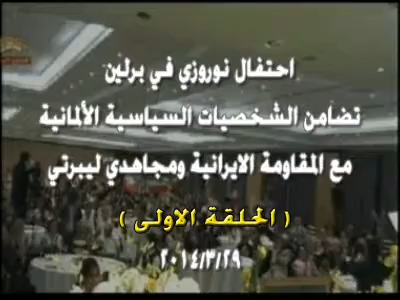 احتفال نوروزي في برلين
تضامن الشخصيات السياسية الألمانية
مع المقاومة الايرانية ومجاهدي ليبرتي
( الحلقة الاولى )
٢٠١٤/٣/٢٩